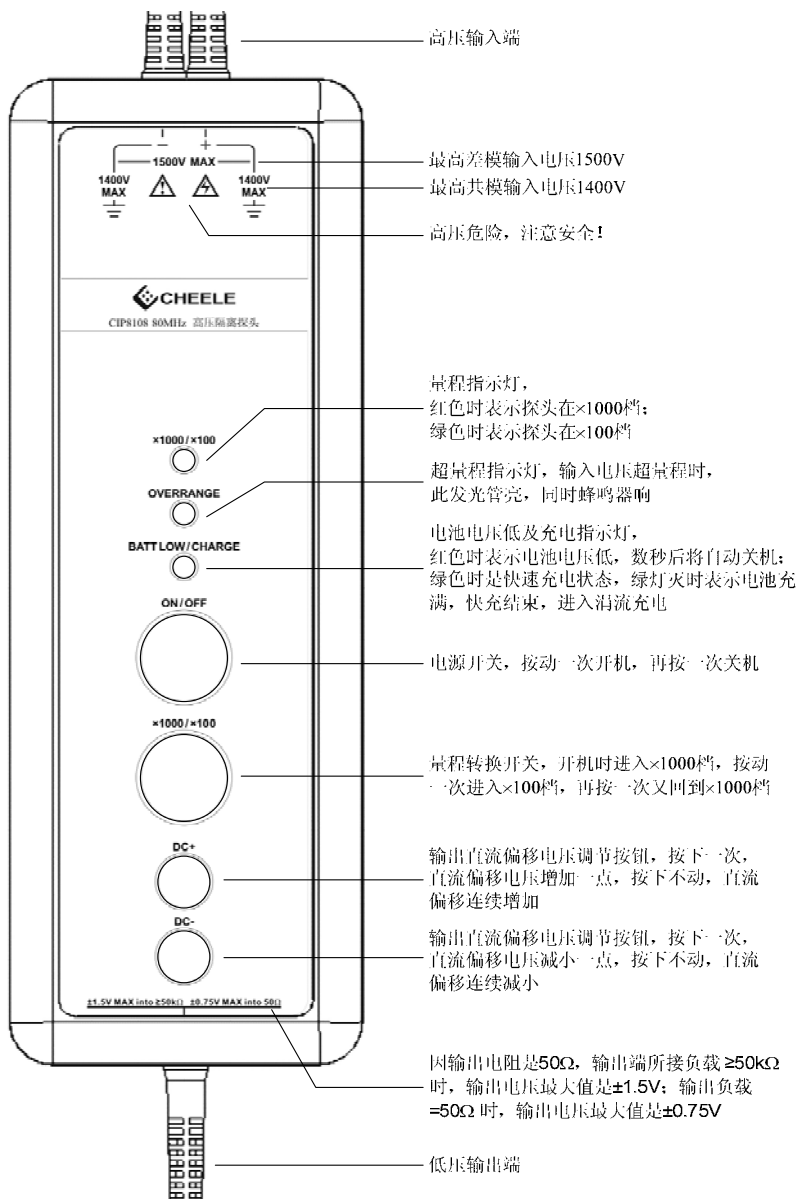 高压输入端
− +
1500V MAX
最高差模输入电压1500V
1400V
MAX
1400V
MAX
最高共模输入电压1400V
高压危险，注意安全！
CHEELE
CIP8108 80MHz 高压隔离探头
量程指示灯，
红色时表示探头在×1000档；
绿色时表示探头在×100档
×1000/×100
超量程指示灯，输入电压超量程时，
此发光管亮，同时蜂鸣器响
OVERRANGE
电池电压低及充电指示灯，
红色时表示电池电压低，数秒后将自动关机；
绿色时是快速充电状态，绿灯灭时表示电池充
满，快充结束，进入涓流充电
BATT LOW/CHARGE
ON/OFF
电源开关，按动一次开机，再按一次关机
×1000/×100
量程转换开关，开机时进入×1000档，按动
一次进入×100档，再按一次又回到×1000档
DC+
输出直流偏移电压调节按钮，按下一次，
直流偏移电压增加一点，按下不动，直流
偏移连续增加
DC-
输出直流偏移电压调节按钮，按下一次，
直流偏移电压减小一点，按下不动，直流
偏移连续减小
±1.5V MAX into ≥50kΩ ±0.75V MAX into 50Ω
因输出电阻是50Ω，输出端所接负载 ≥50kΩ
时，输出电压最大值是±1.5V；输出负载
=50Ω 时，输出电压最大值是±0.75V
低压输出端